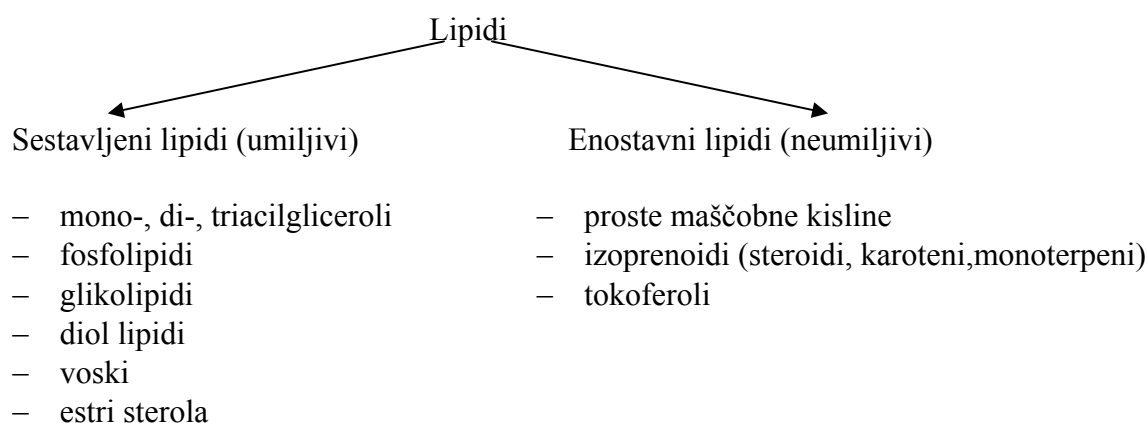 Lipidi
Sestavljeni lipidi (umiljivi)
– mono-, di-, triacilgliceroli
– fosfolipidi
– glikolipidi
– diol lipidi
– voski
– estri sterola
Enostavni lipidi (neumiljivi)
– proste maščobne kisline
– izoprenoidi (steroidi, karoteni,monoterpeni)
– tokoferoli